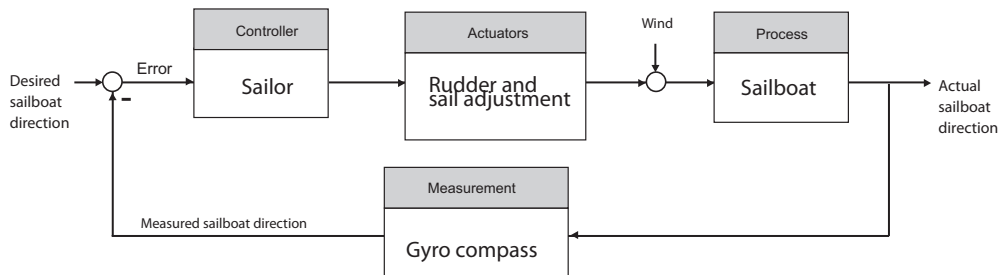 Controller
Sailor
Actuators
Rudder and
sail adjustment
Wind
Process
Sailboat
Desired
sailboat
direction
Error
-
Actual
sailboat
direction
Measurement
Gyro compass
Measured sailboat direction